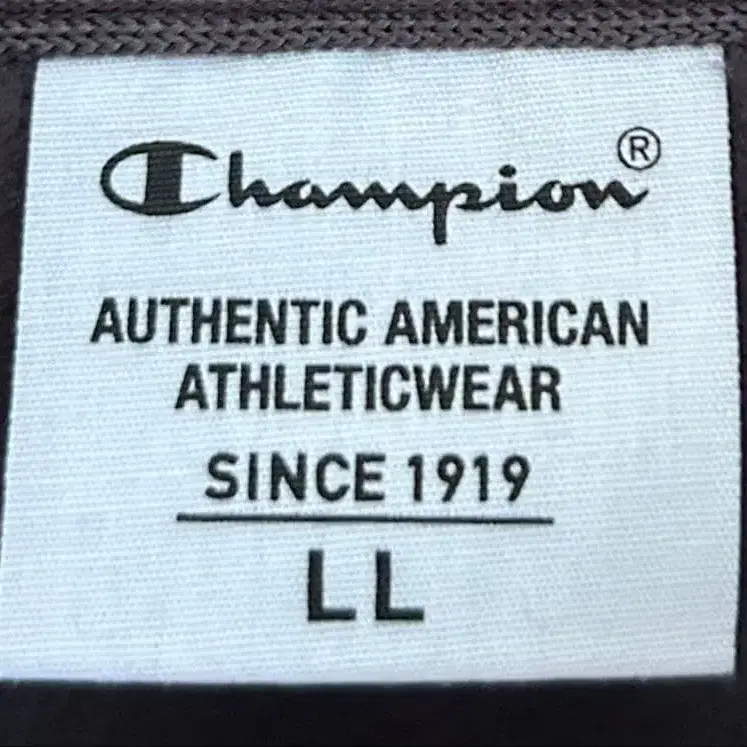 Champion®
AUTHENTIC AMERICAN
ATHLETICWEAR
SINCE 1919
LL